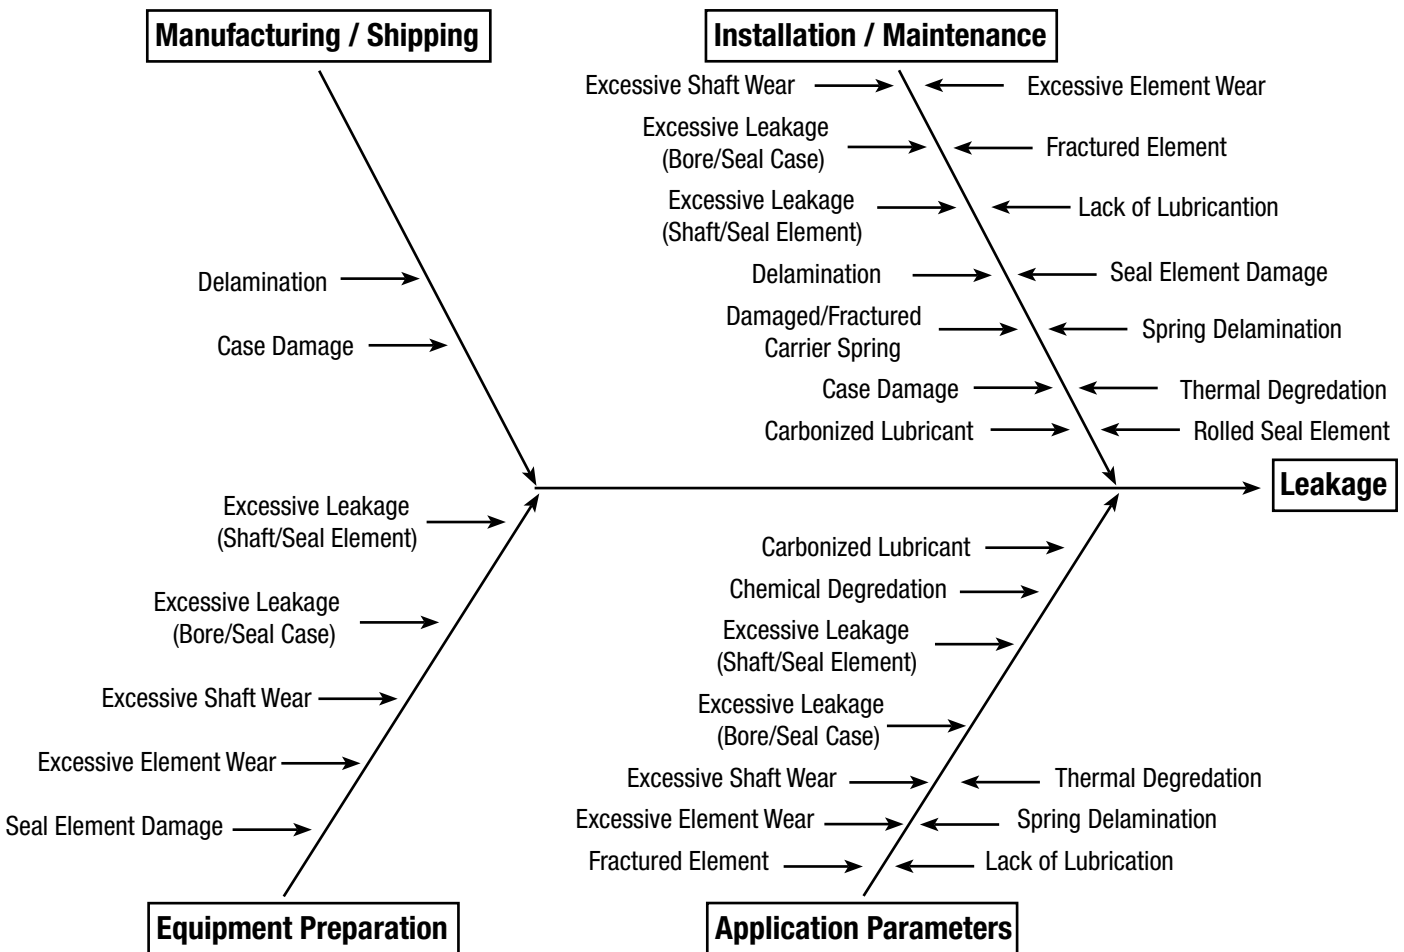 Manufacturing / Shipping
Delamination
Case Damage
Installation / Maintenance
Excessive Shaft Wear
Excessive Leakage
(Bore/Seal Case)
Excessive Leakage
(Shaft/Seal Element)
Delamination
Damaged/Fractured
Carrier Spring
Case Damage
Carbonized Lubricant
Excessive Element Wear
Fractured Element
Lack of Lubricantion
Seal Element Damage
Spring Delamination
Thermal Degredation
Rolled Seal Element
Leakage
Excessive Leakage
(Shaft/Seal Element)
Excessive Leakage
(Bore/Seal Case)
Excessive Shaft Wear
Excessive Element Wear
Seal Element Damage
Equipment Preparation
Carbonized Lubricant
Chemical Degredation
Excessive Leakage
(Shaft/Seal Element)
Excessive Leakage
(Bore/Seal Case)
Excessive Shaft Wear
Excessive Element Wear
Fractured Element
Thermal Degredation
Spring Delamination
Lack of Lubrication
Application Parameters